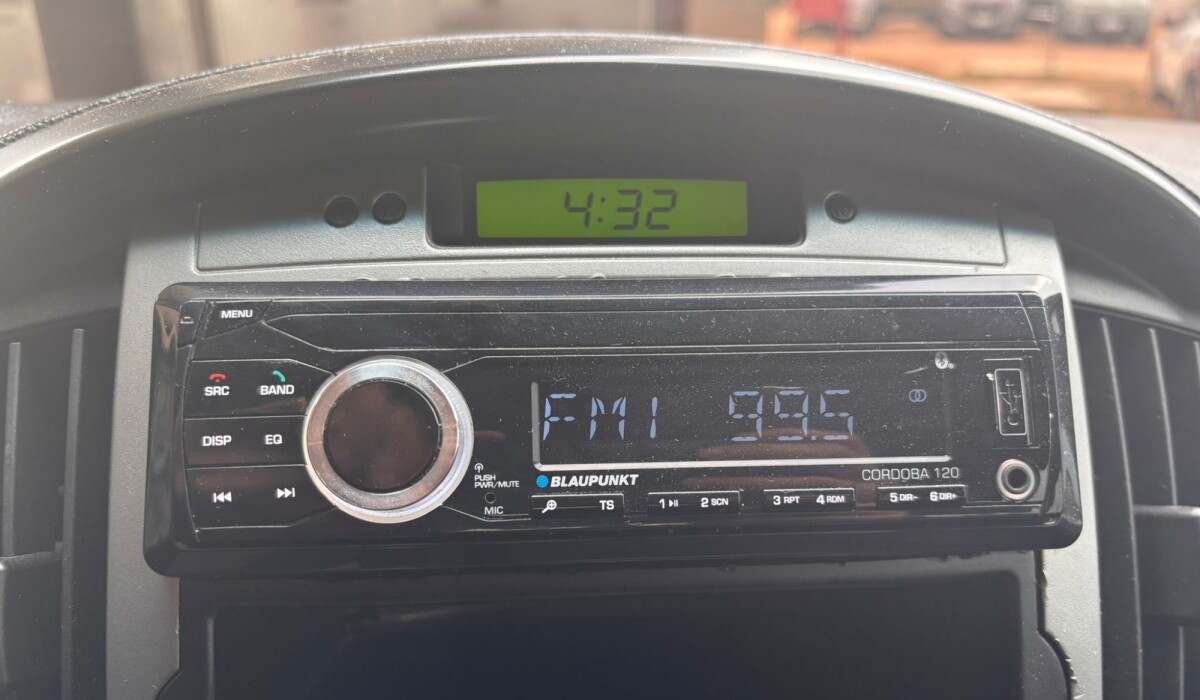 4:32
MENU
SRC BAND
FM1 99.5
DISP EQ
PUSH
PWR/MUTE
MIC
BLAUPUNKT
CORDOBA 120
TS
1 2 SCN
3 RPT 4 RDM
5 DIR- 6 DIR+